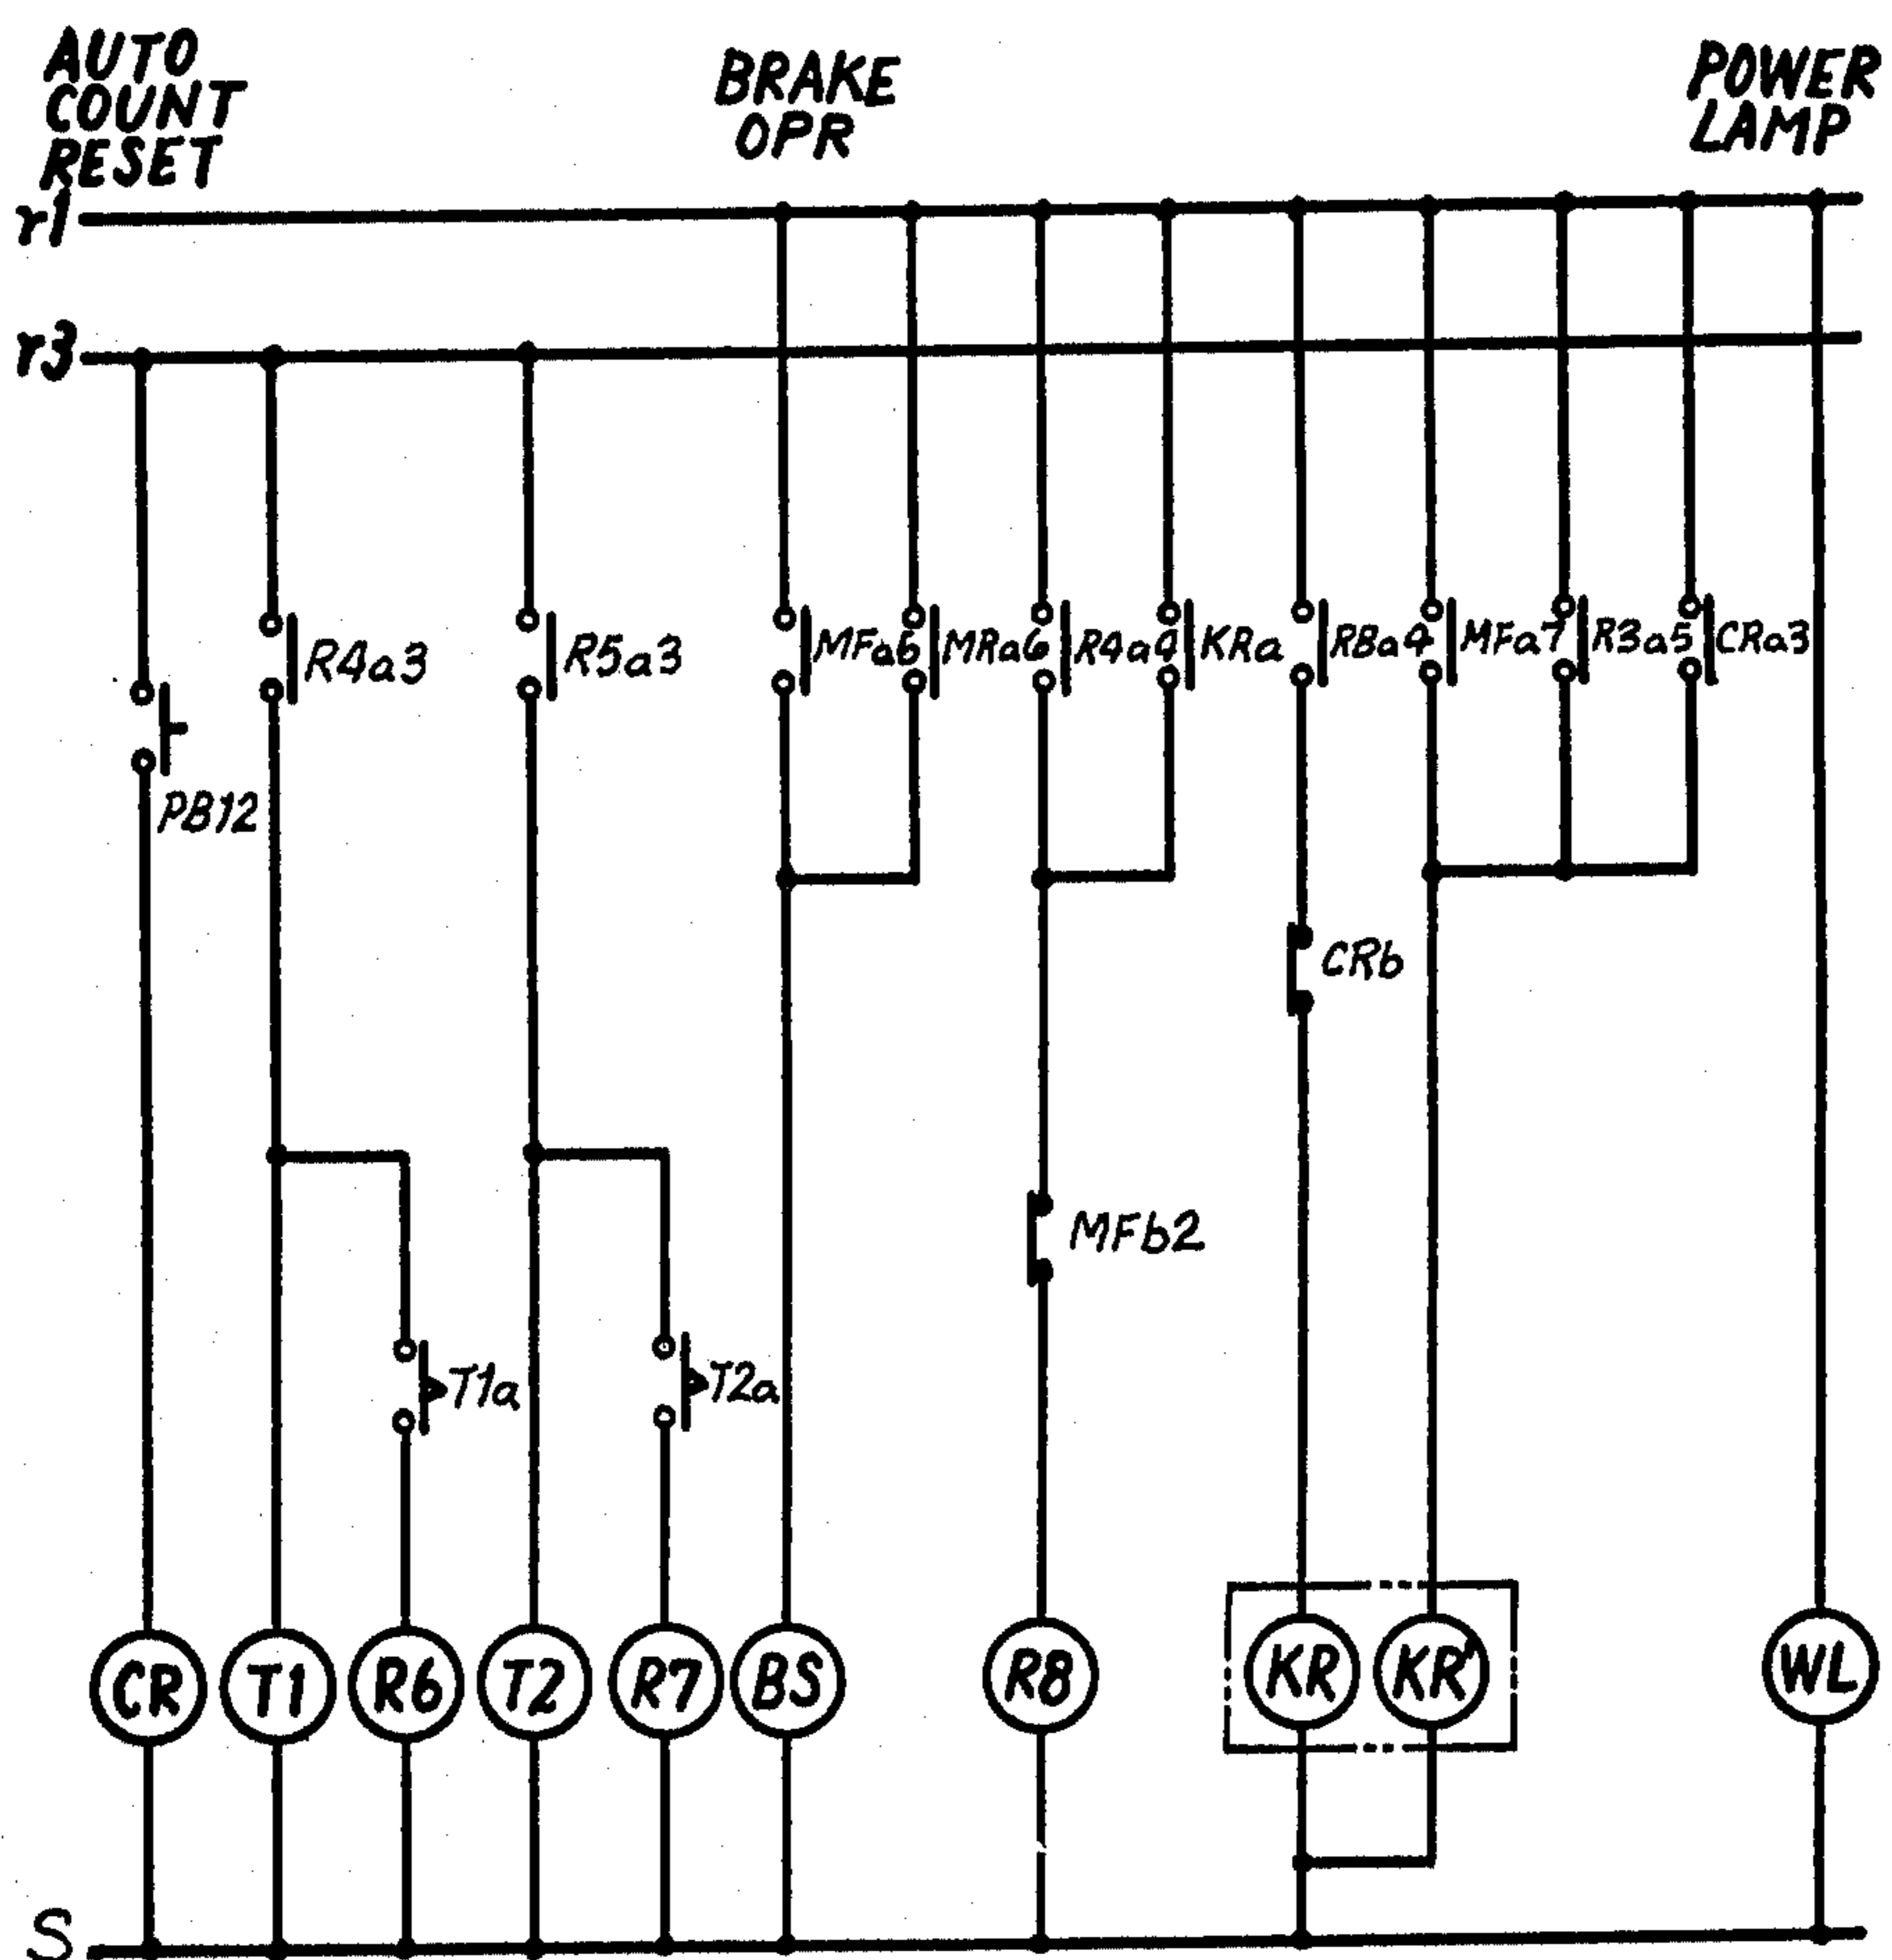 AUTO
COUNT
RESET
BRAKE
OPR
POWER
LAMP
r1
r3
R4a3
R5a3
MFa6
MRa6
R4a4
KRa
R8a4
MFa7
R3a5
CRa3
PB12
CRb
MFb2
T1a
T2a
CR
T1
R6
T2
R7
BS
R8
KR
KR'
WL
S